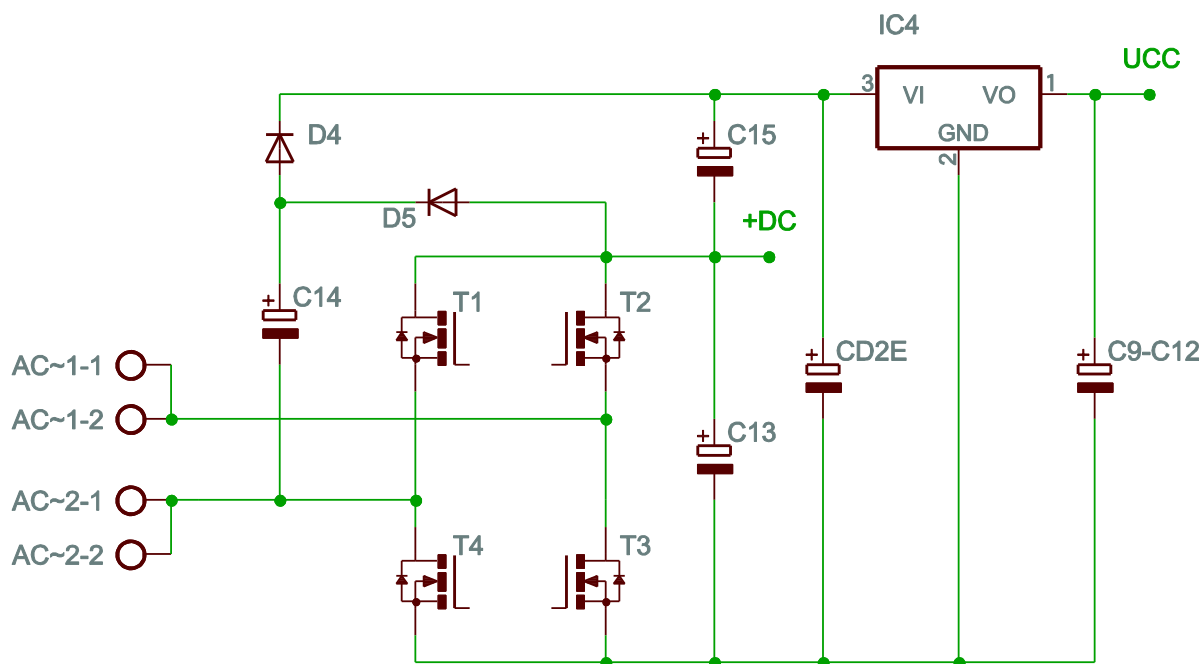 IC4
UCC
3
VI
VO
1
GND
2
D4
C15
D5
+DC
C14
T1
T2
AC~1-1
CD2E
C9-C12
AC~1-2
C13
AC~2-1
AC~2-2
T4
T3